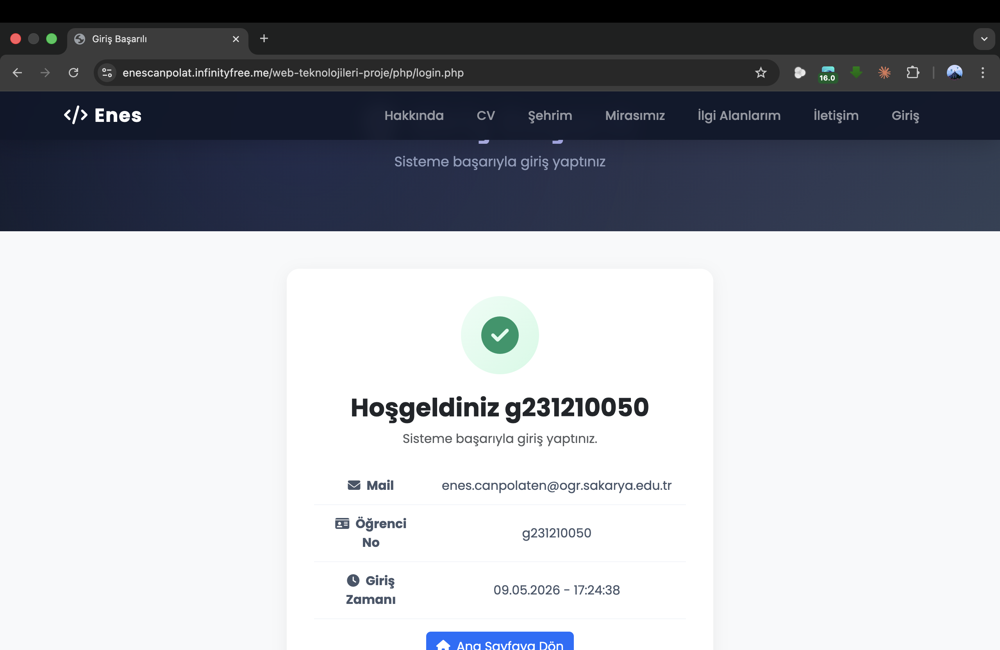 Giriş Başarılı
enescanpolat.infinityfree.me/web-teknolojileri-proje/php/login.php
16.0
</> Enes
Hakkında CV Şehrim Mirasımız İlgi Alanlarım İletişim Giriş
Sisteme başarıyla giriş yaptınız
Hoşgeldiniz g231210050
Sisteme başarıyla giriş yaptınız.
Mail enes.canpolaten@ogr.sakarya.edu.tr
Öğrenci
No
g231210050
Giriş
Zamanı
09.05.2026 - 17:24:38
Ana Sayfaya Dön